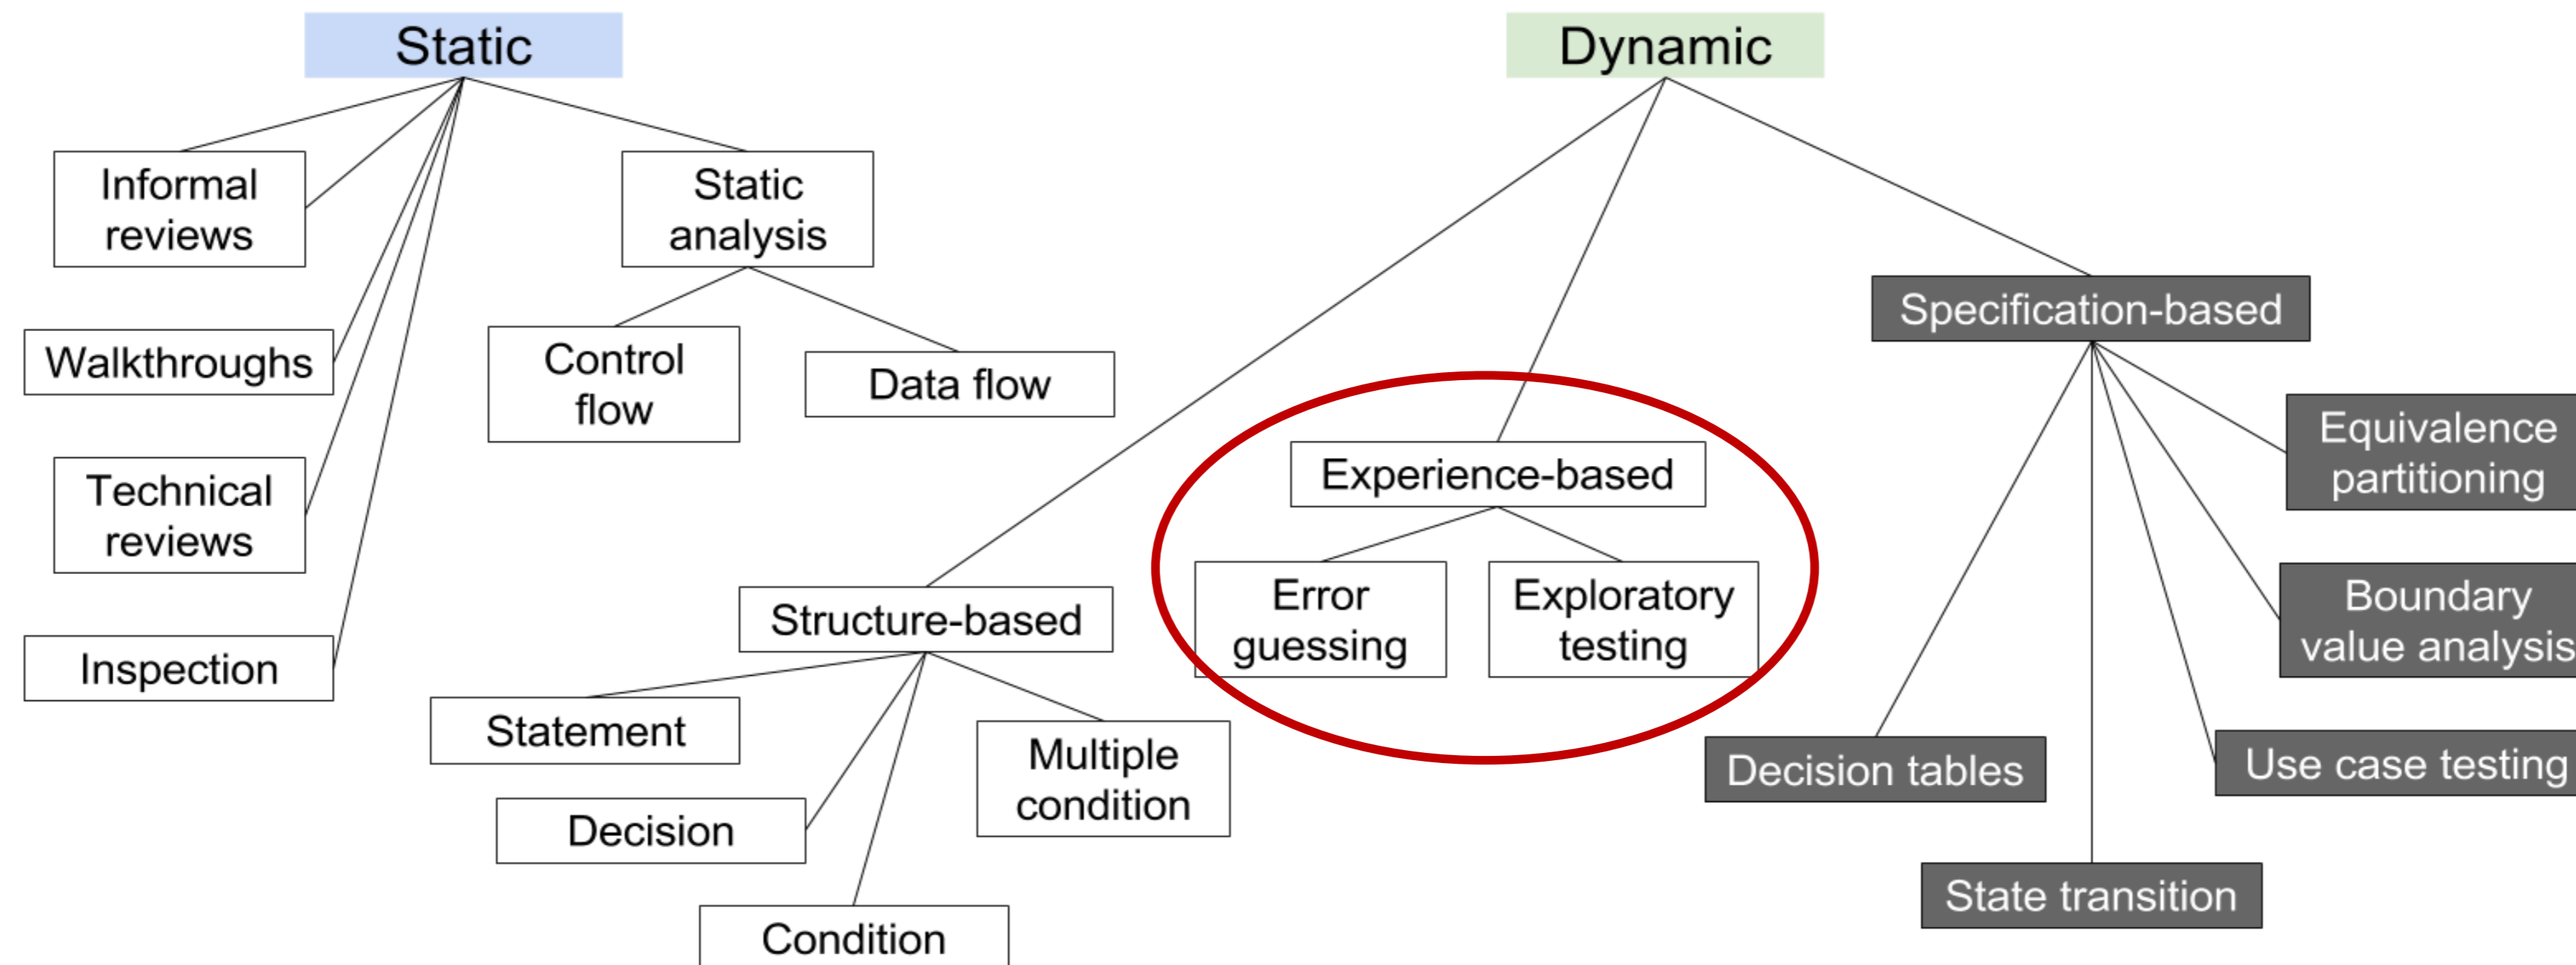 Static
Dynamic
Informal
reviews
Static
analysis
Specification-based
Walkthroughs
Control
flow
Data flow
Equivalence
partitioning
Experience-based
Technical
reviews
Error
guessing
Exploratory
testing
Boundary
value analysis
Structure-based
Inspection
Statement
Multiple
condition
Decision tables
Use case testing
Decision
State transition
Condition